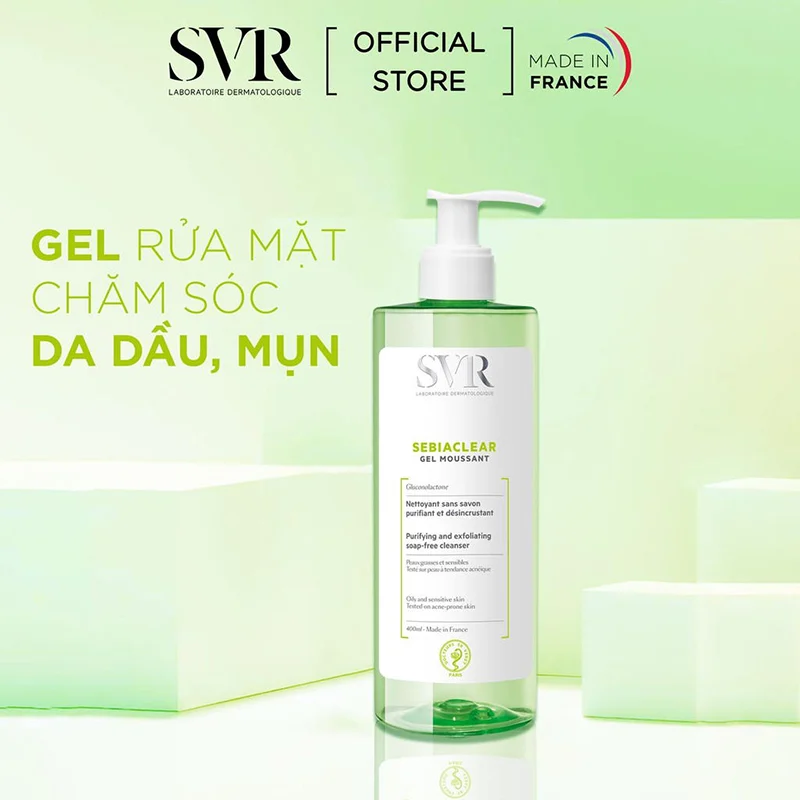 SVR
LABORATOIRE DERMATOLOGIQUE
OFFICIAL
STORE
MADE IN
FRANCE
GEL RỬA MẶT
CHĂM SÓC
DA DẦU, MỤN
SVR
LABORATOIRE DERMATOLOGIQUE
SEBIACLEAR
GEL MOUSSANT
Gluconolactone
Nettoyant sans savon
purifiant et désincrustant
Purifying and exfoliating
soap-free cleanser
Peaux grasses et sensibles
Testé sur peau à tendance acnéique
Oily and sensitive skin
Tested on acne-prone skin
400ml - Made in France
PARIS